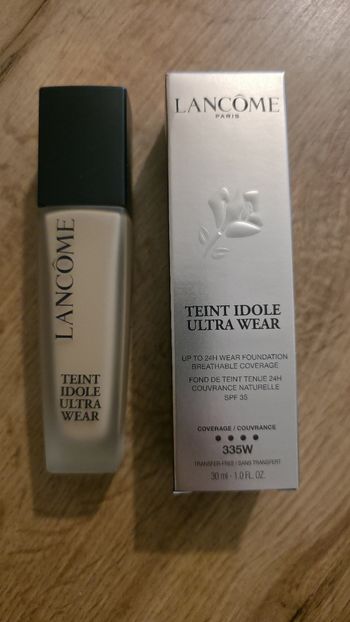 LANCÔME
TEINT
IDOLE
ULTRA
WEAR
LANCÔME
PARIS
TEINT IDOLE
ULTRA WEAR
UP TO 24H WEAR FOUNDATION
BREATHABLE COVERAGE
FOND DE TEINT TENUE 24H
COUVRANCE NATURELLE
SPF 35
COVERAGE / COUVRANCE
335W
TRANSFER-FREE / SANS TRANSFERT
30 ml - 1.0 FL. OZ.